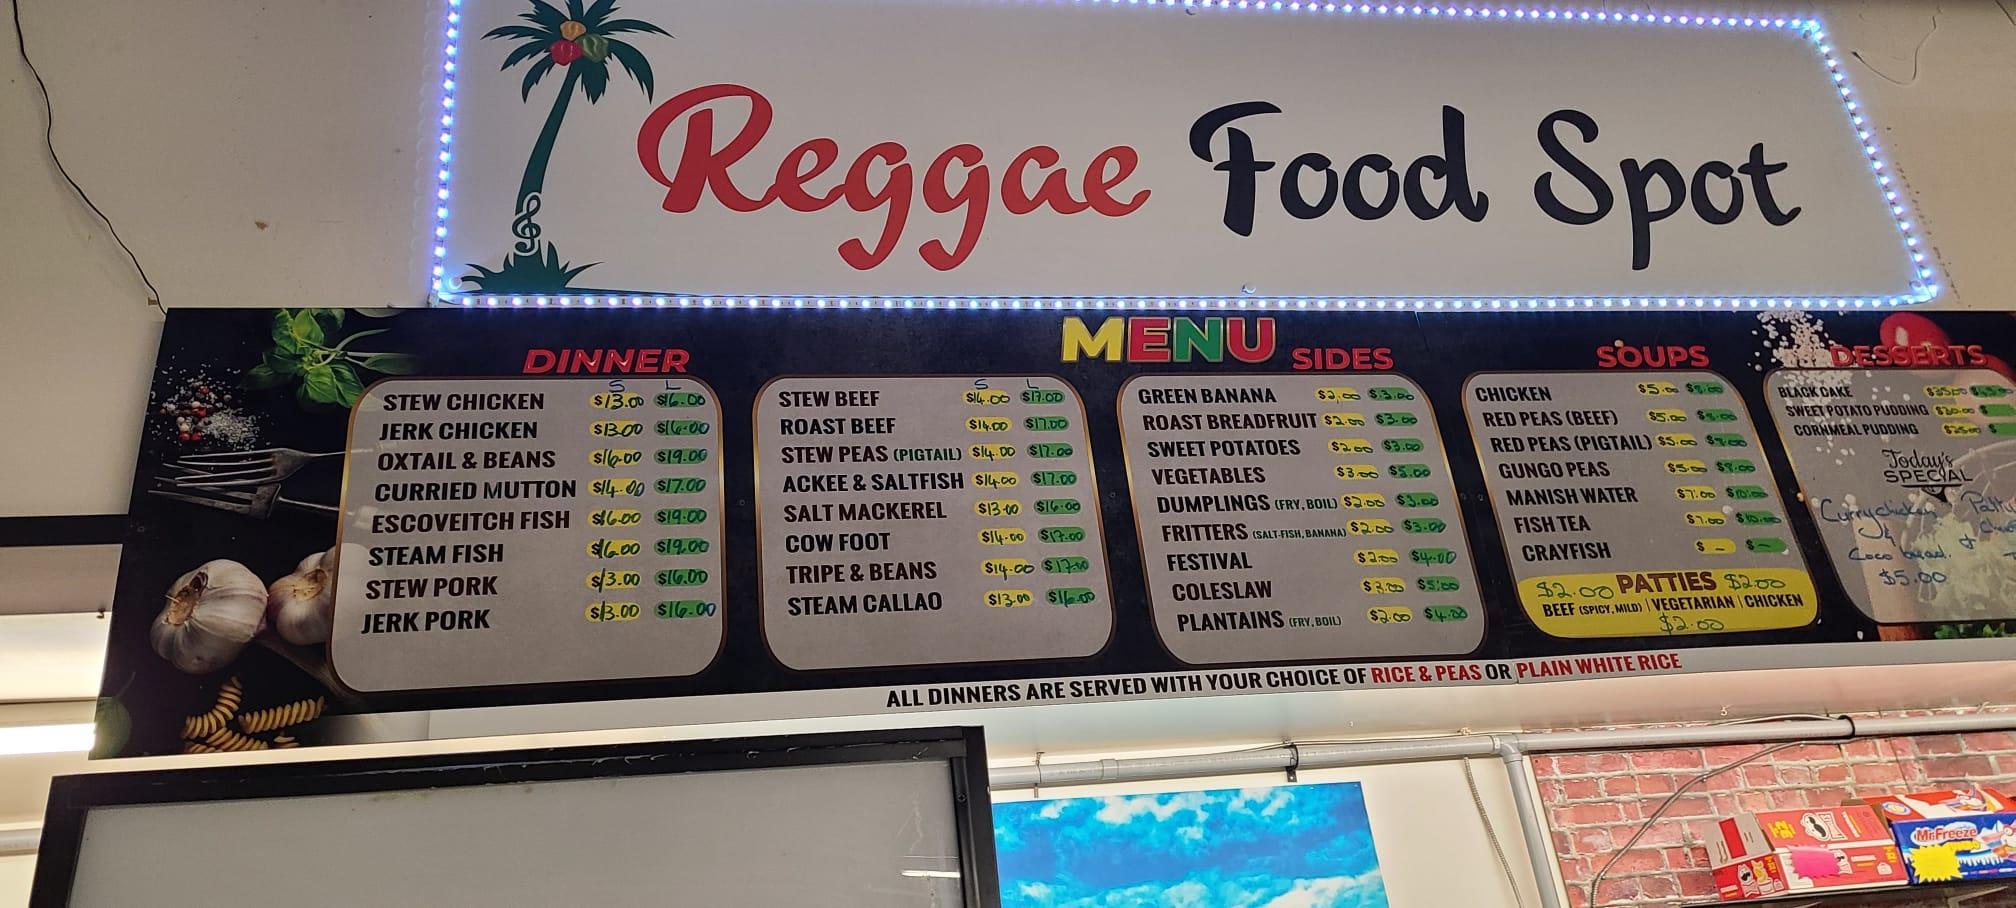 Reggae Food Spot
MENU
DINNER
S L
STEW CHICKEN $13.00 $16.00
JERK CHICKEN $13.00 $16.00
OXTAIL & BEANS $16.00 $19.00
CURRIED MUTTON $14.00 $17.00
ESCOVEITCH FISH $16.00 $19.00
STEAM FISH $16.00 $19.00
STEW PORK $13.00 $16.00
JERK PORK $13.00 $16.00
S L
STEW BEEF $14.00 $17.00
ROAST BEEF $14.00 $17.00
STEW PEAS (PIGTAIL) $14.00 $17.00
ACKEE & SALTFISH $14.00 $17.00
SALT MACKEREL $13.00 $16.00
COW FOOT $14.00 $17.00
TRIPE & BEANS $14.00 $17.00
STEAM CALLAO $13.00 $16.00
SIDES
GREEN BANANA $2.00 $3.00
ROAST BREADFRUIT $2.00 $3.00
SWEET POTATOES $2.00 $3.00
VEGETABLES $3.00 $5.00
DUMPLINGS (FRY, BOIL) $2.00 $3.00
FRITTERS (SALT-FISH, BANANA) $2.00 $3.00
FESTIVAL $2.00 $4.00
COLESLAW $3.00 $5.00
PLANTAINS (FRY, BOIL) $2.00 $4.00
SOUPS
CHICKEN $5.00 $8.00
RED PEAS (BEEF) $5.00 $8.00
RED PEAS (PIGTAIL) $5.00 $8.00
GUNGO PEAS $5.00 $8.00
MANISH WATER $7.00 $10.00
FISH TEA $7.00 $10.00
CRAYFISH $ - $ -
$2.00 PATTIES $2.00
BEEF (SPICY, MILD) | VEGETARIAN | CHICKEN
$2.00
DESSERTS
BLACK CAKE
SWEET POTATO PUDDING
CORNMEAL PUDDING
Today's
SPECIAL
Curry chicken
Coco bread.
$5.00
ALL DINNERS ARE SERVED WITH YOUR CHOICE OF RICE & PEAS OR PLAIN WHITE RICE
Mr.Freeze